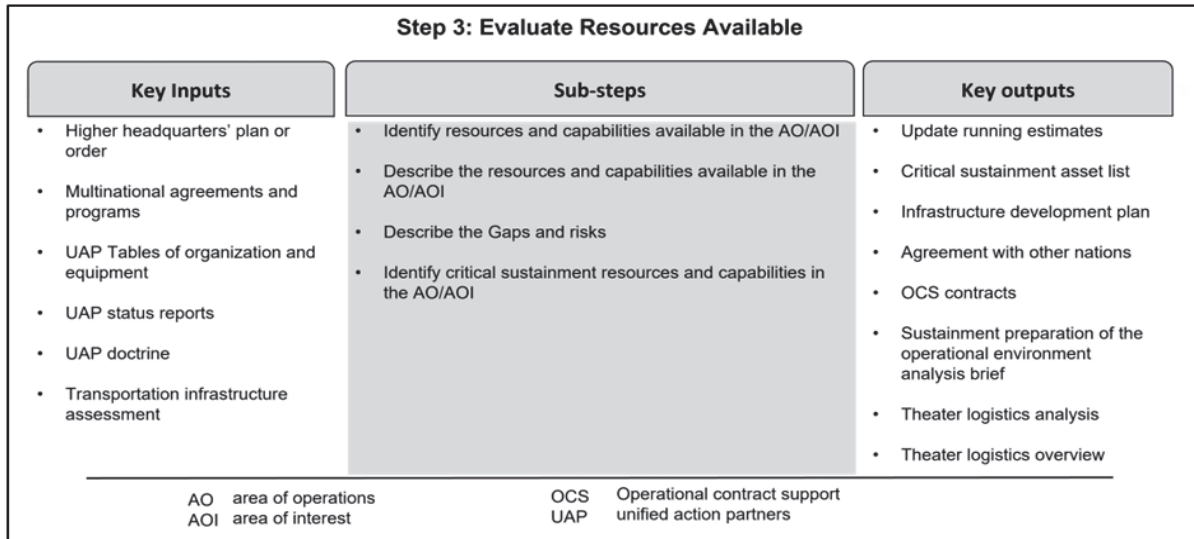 Step 3: Evaluate Resources Available
Key Inputs
• Higher headquarters' plan or
order
• Multinational agreements and
programs
• UAP Tables of organization and
equipment
• UAP status reports
• UAP doctrine
• Transportation infrastructure
assessment
Sub-steps
• Identify resources and capabilities available in the AO/AOI
• Describe the resources and capabilities available in the
AO/AOI
• Describe the Gaps and risks
• Identify critical sustainment resources and capabilities in
the AO/AOI
Key outputs
• Update running estimates
• Critical sustainment asset list
• Infrastructure development plan
• Agreement with other nations
• OCS contracts
• Sustainment preparation of the
operational environment
analysis brief
• Theater logistics analysis
• Theater logistics overview
AO area of operations
AOI area of interest
OCS Operational contract support
UAP unified action partners